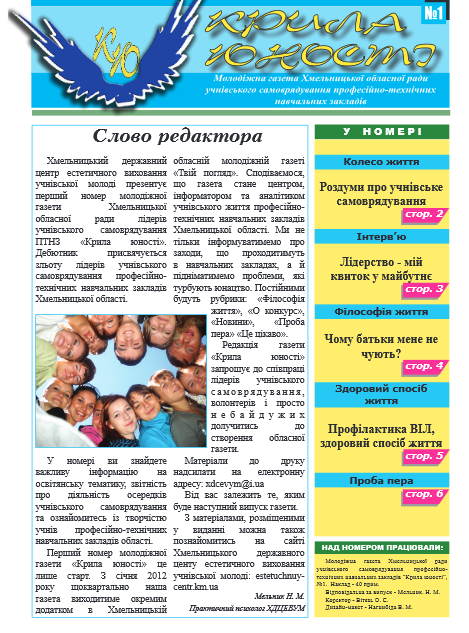 №1
КЮ
КРИЛА
ЮНОСТІ
Молодіжна газета Хмельницької обласної ради
учнівського самоврядування професійно-технічних
навчальних закладів
Слово редактора
Хмельницький державний
центр естетичного виховання
учнівської молоді презентує
перший номер молодіжної
газети Хмельницької
обласної ради лідерів
учнівського самоврядування
ПТНЗ «Крила юності».
Дебютник присвячується
зльоту лідерів учнівського
самоврядування професійно-
технічних навчальних закладів
Хмельницької області.
У номері ви знайдете
важливу інформацію на
освітянську тематику, звітність
про діяльність осередків
учнівського самоврядування
та ознайомитесь із творчістю
учнів професійно-технічних
навчальних закладів області.
Перший номер молодіжної
газети «Крила юності» це
лише старт. З січня 2012
року щоквартально наша
газета виходитиме окремим
додатком в Хмельницькій
обласній молодіжній газеті
«Твій погляд». Сподіваємося,
що газета стане центром,
інформатором та аналітиком
учнівського життя професійно-
технічних навчальних закладів
Хмельницької області. Ми не
тільки інформуватимемо про
заходи, що проходитимуть
в навчальних закладах, а й
підніматимемо проблеми, які
турбують юнацтво. Постійними
будуть рубрики: «Філософія
життя», «О конкурс»,
«Новини», «Проба
пера» «Це цікаво».
Редакція газети
«Крила юності»
запрошує до співпраці
лідерів учнівського
самоврядування,
волонтерів і просто
небайдужих
долучитись до
створення обласної
газети.
Матеріали до друку
надсилати на електронну
адресу: xdcevym@i.ua
Від вас залежить те, яким
буде наступний випуск газети.
З матеріалами, розміщеними
у виданні можна також
познайомитись на сайті
Хмельницького державного
центру естетичного виховання
учнівської молоді: estetuchnuy-
centr.km.ua
Мельник Н. М.
Практичний психолог ХДЦЕВУМ
У НОМЕРІ
Колесо життя
Роздуми про учнівське
самоврядування
стор. 2
Інтерв'ю
Лідерство - мій
квиток у майбутнє
стор. 3
Філософія життя
Чому батьки мене не
чують?
стор. 4
Здоровий спосіб
життя
Профілактика ВІЛ,
здоровий спосіб життя
стор. 5
Проба пера
стор. 6
НАД НОМЕРОМ ПРАЦЮВАЛИ:
Молодіжна газета Хмельницької ради
учнівського самоврядування професійно-
технічних навчальних закладів "Крила юності",
№1. Наклад - 40 прим.
Відповідальна за випуск - Мельник Н. М.
Коректор - Вітюк О. С.
Дизайн-макет - Нагнибіда В. М.